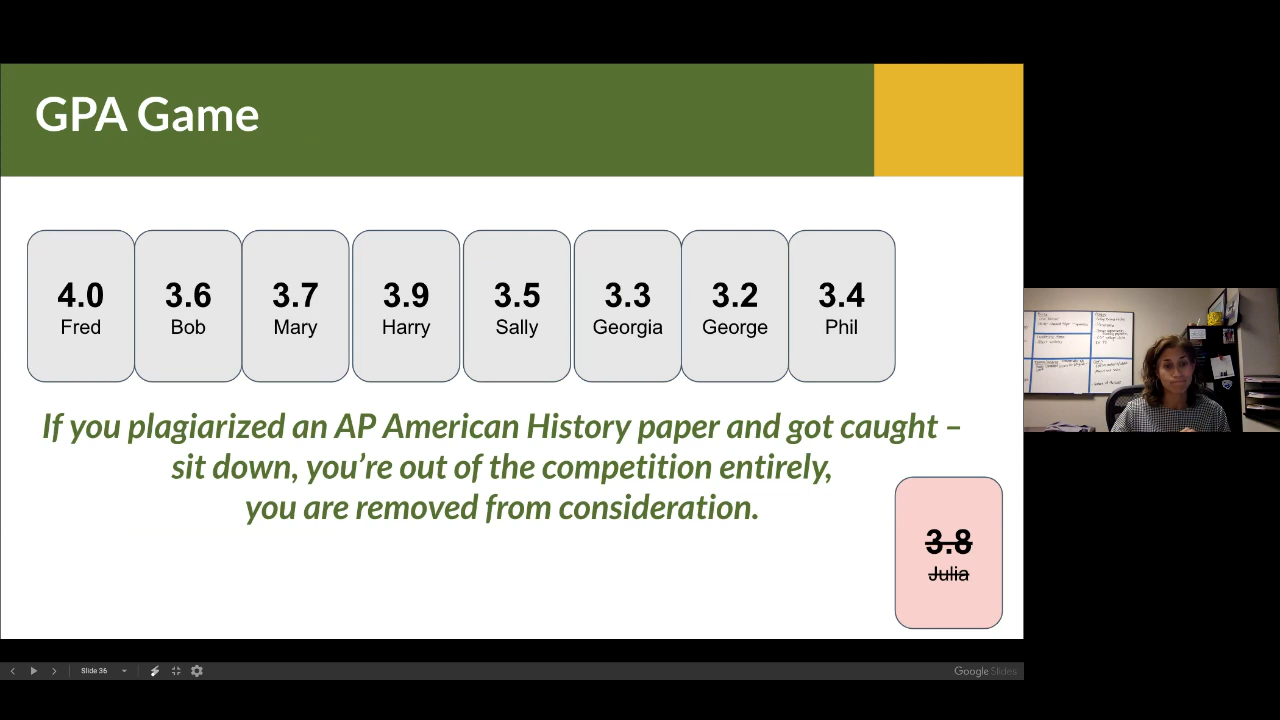 GPA Game
4.0
Fred
3.6
Bob
3.7
Mary
3.9
Harry
3.5
Sally
3.3
Georgia
3.2
George
3.4
Phil
If you plagiarized an AP American History paper and got caught –
sit down, you're out of the competition entirely,
you are removed from consideration.
3.8
Julia
Slide 36
Google Slides